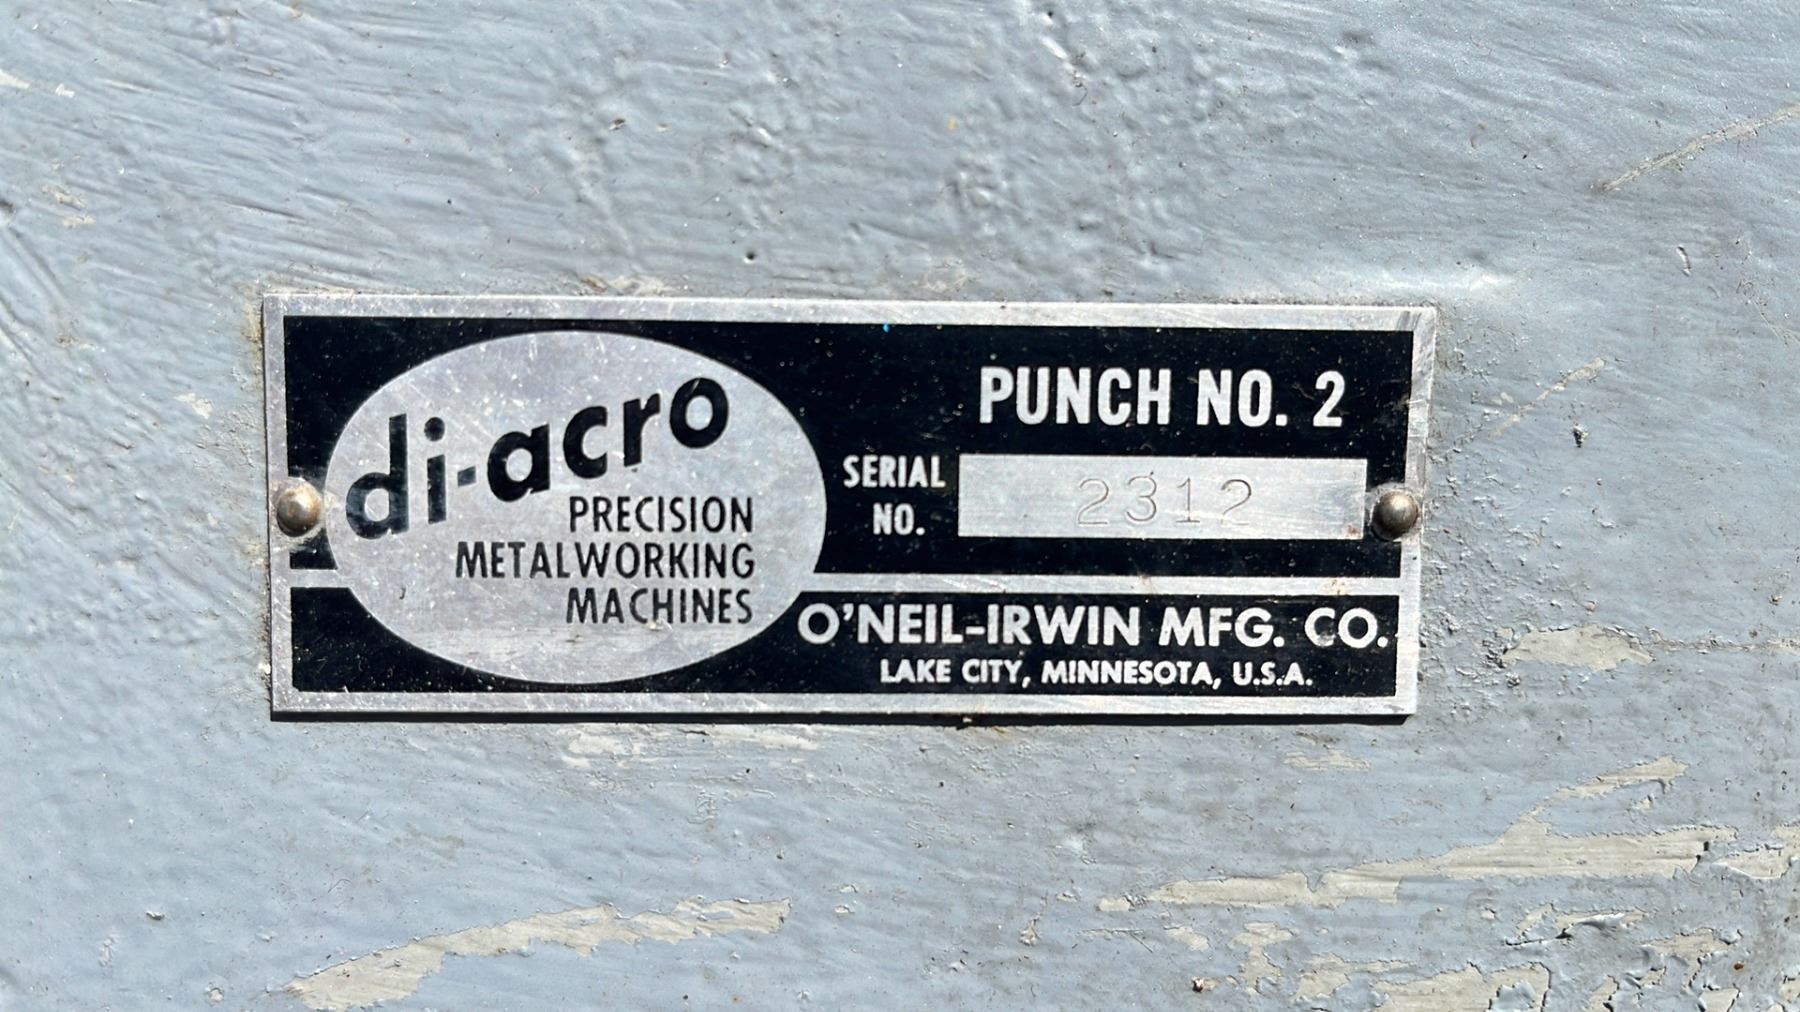 di-acro
PRECISION
METALWORKING
MACHINES
PUNCH NO. 2
SERIAL
NO.
2312
O'NEIL-IRWIN MFG. CO.
LAKE CITY, MINNESOTA, U.S.A.